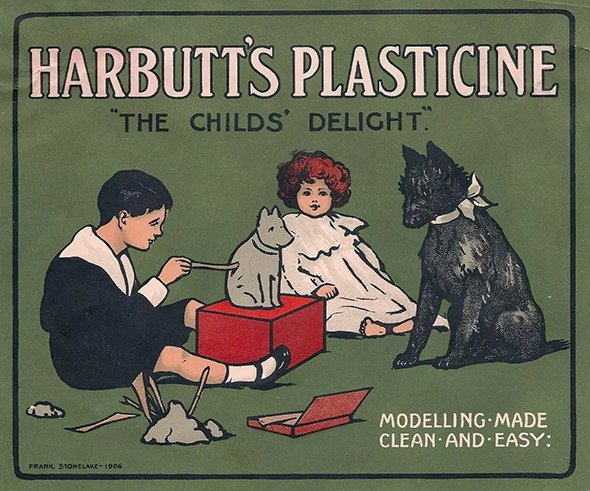 HARBUTT'S PLASTICINE
"THE CHILDS' DELIGHT."
MODELLING·MADE
CLEAN·AND·EASY:
FRANK STONELAKE-1906